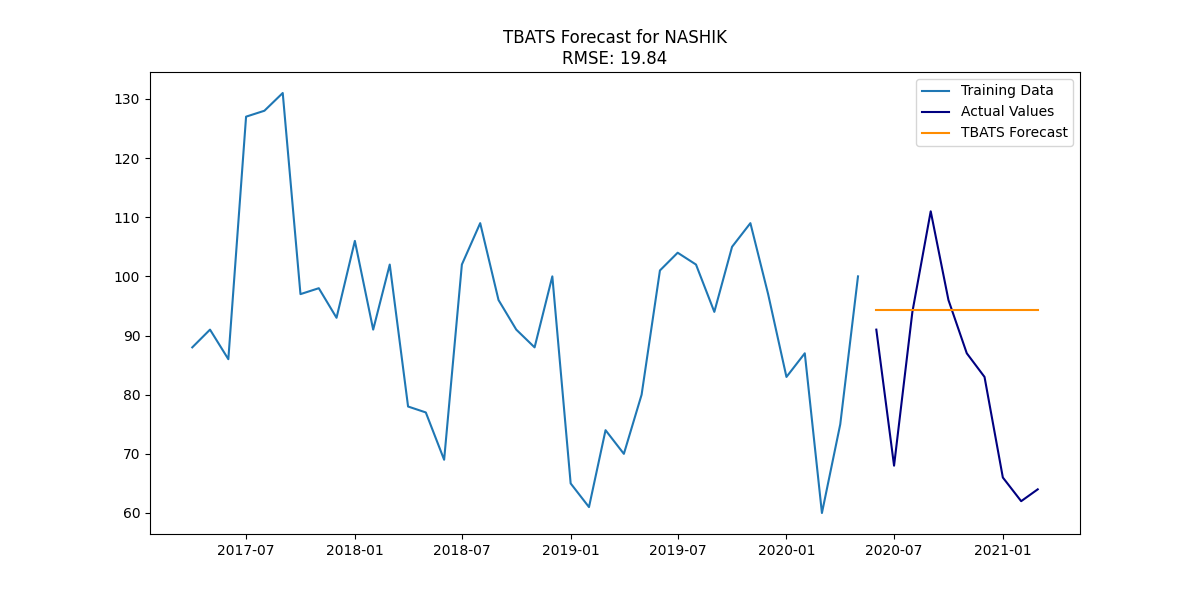 TBATS Forecast for NASHIK
RMSE: 19.84
Training Data
Actual Values
TBATS Forecast
130
120
110
100
90
80
70
60
2017-07 2018-01 2018-07 2019-01 2019-07 2020-01 2020-07 2021-01